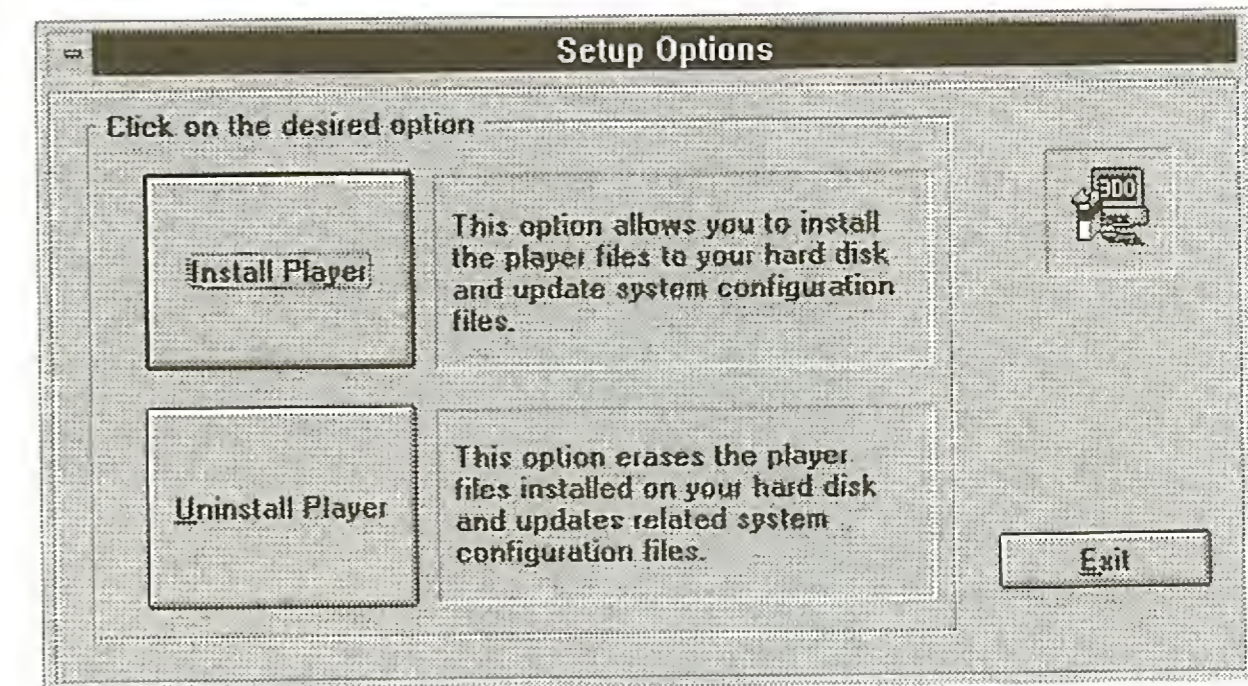 Setup Options
Click on the desired option
Install Player
This option allows you to install
the player files to your hard disk
and update system configuration
files.
3DO
Uninstall Player
This option erases the player
files installed on your hard disk
and updates related system
configuration files.
Exit